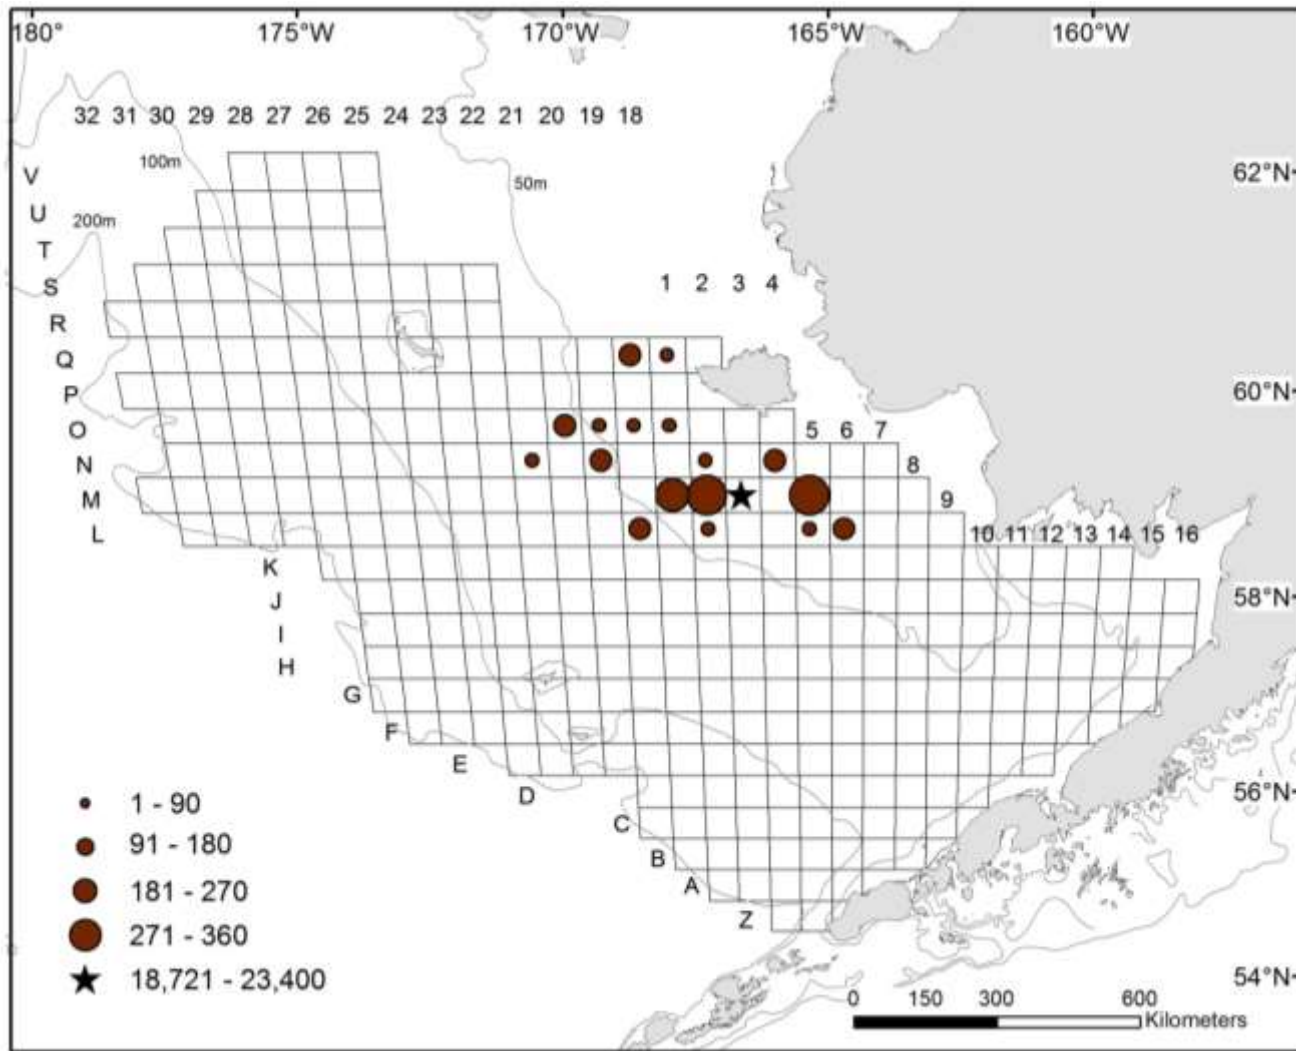 180° 175°W 170°W 165°W 160°W
32 31 30 29 28 27 26 25 24 23 22 21 20 19 18
100m
50m
62°N
V
U
200m
T
S
1 2 3 4
R
Q
P
60°N
O
5 6 7
N
8
M
9
L
10 11 12 13 14 15 16
K
J
58°N
I
H
G
F
E
D
56°N
C
B
A
Z
1 - 90
91 - 180
181 - 270
271 - 360
18,721 - 23,400
54°N
0 150 300 600
Kilometers